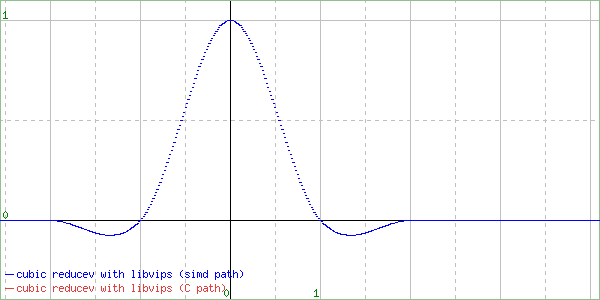 1
0
cubic reducev with libvips (simd path)
cubic reducev with libvips (C path)
0 1